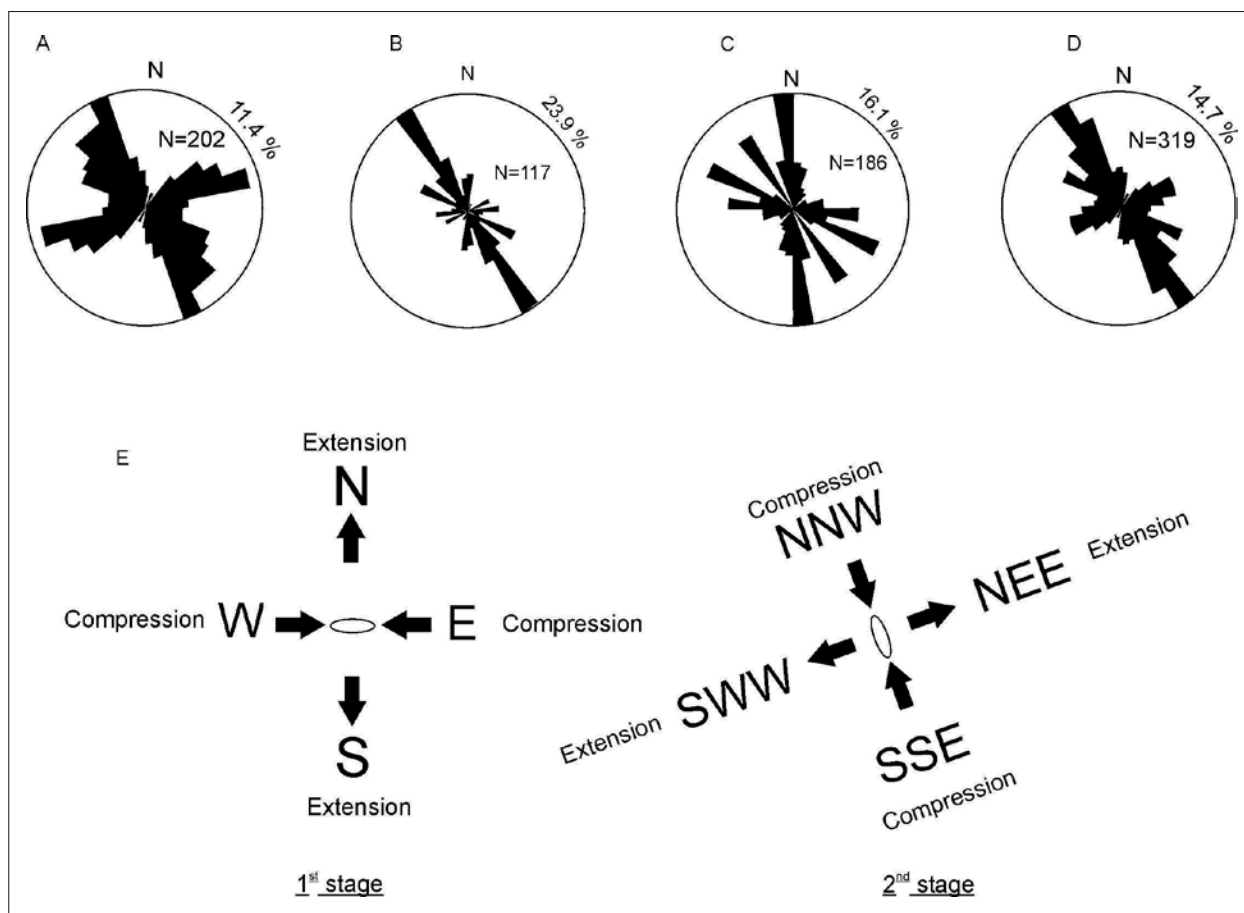 A
B
C
D
N
N
N
N
11.4 %
23.9 %
16.1 %
14.7 %
N=202
N=117
N=186
N=319
E
Extension
N
Compression W E Compression
S
Extension
1st stage
Compression
NNW
NEE Extension
Extension SWW
SSE
Compression
2nd stage